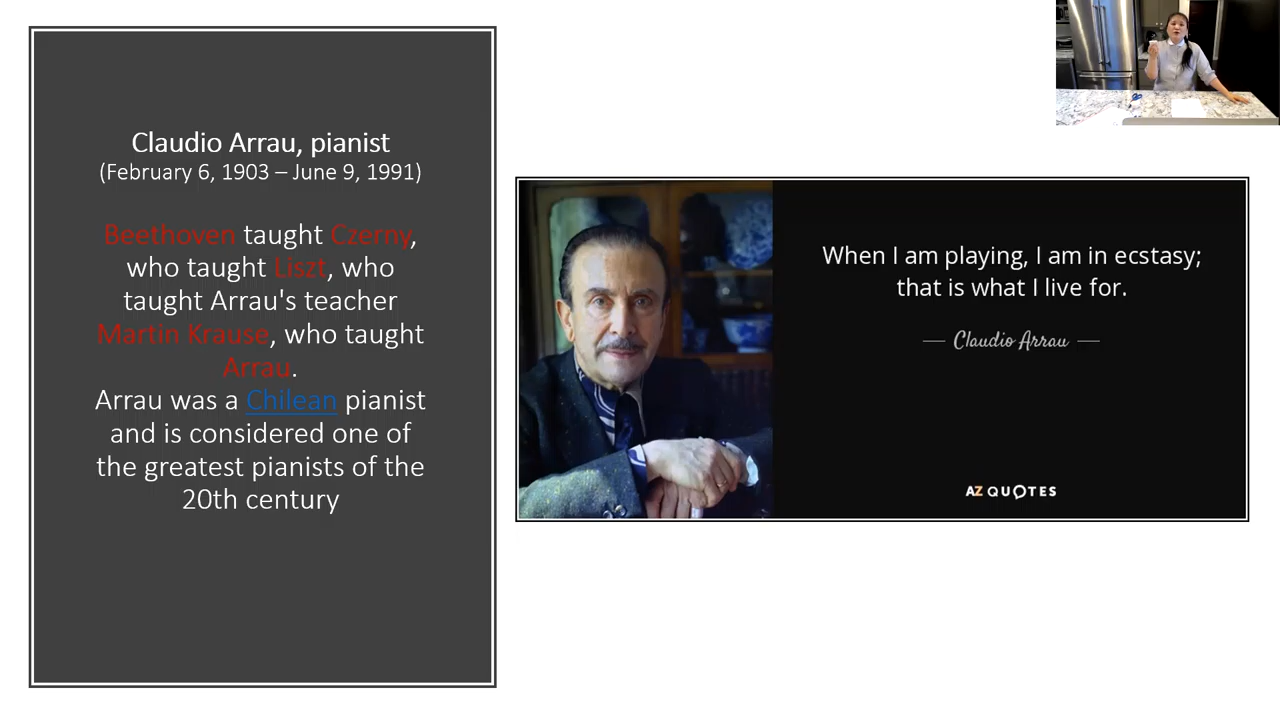 Claudio Arrau, pianist
(February 6, 1903 – June 9, 1991)
Beethoven taught Czerny,
who taught Liszt, who
taught Arrau's teacher
Martin Krause, who taught
Arrau.
Arrau was a Chilean pianist
and is considered one of
the greatest pianists of the
20th century
When I am playing, I am in ecstasy;
that is what I live for.
— Claudio Arrau —
AZ QUOTES